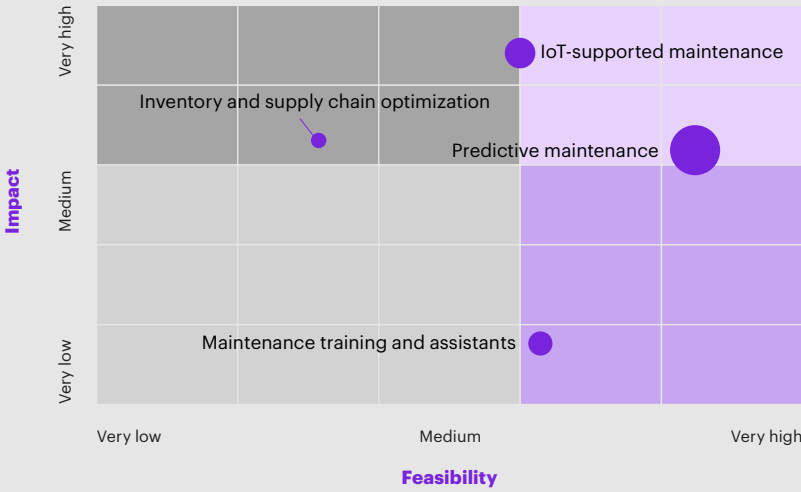 Very high
IoT-supported maintenance
Inventory and supply chain optimization
Predictive maintenance
Impact
Medium
Maintenance training and assistants
Very low
Very low
Medium
Very high
Feasibility